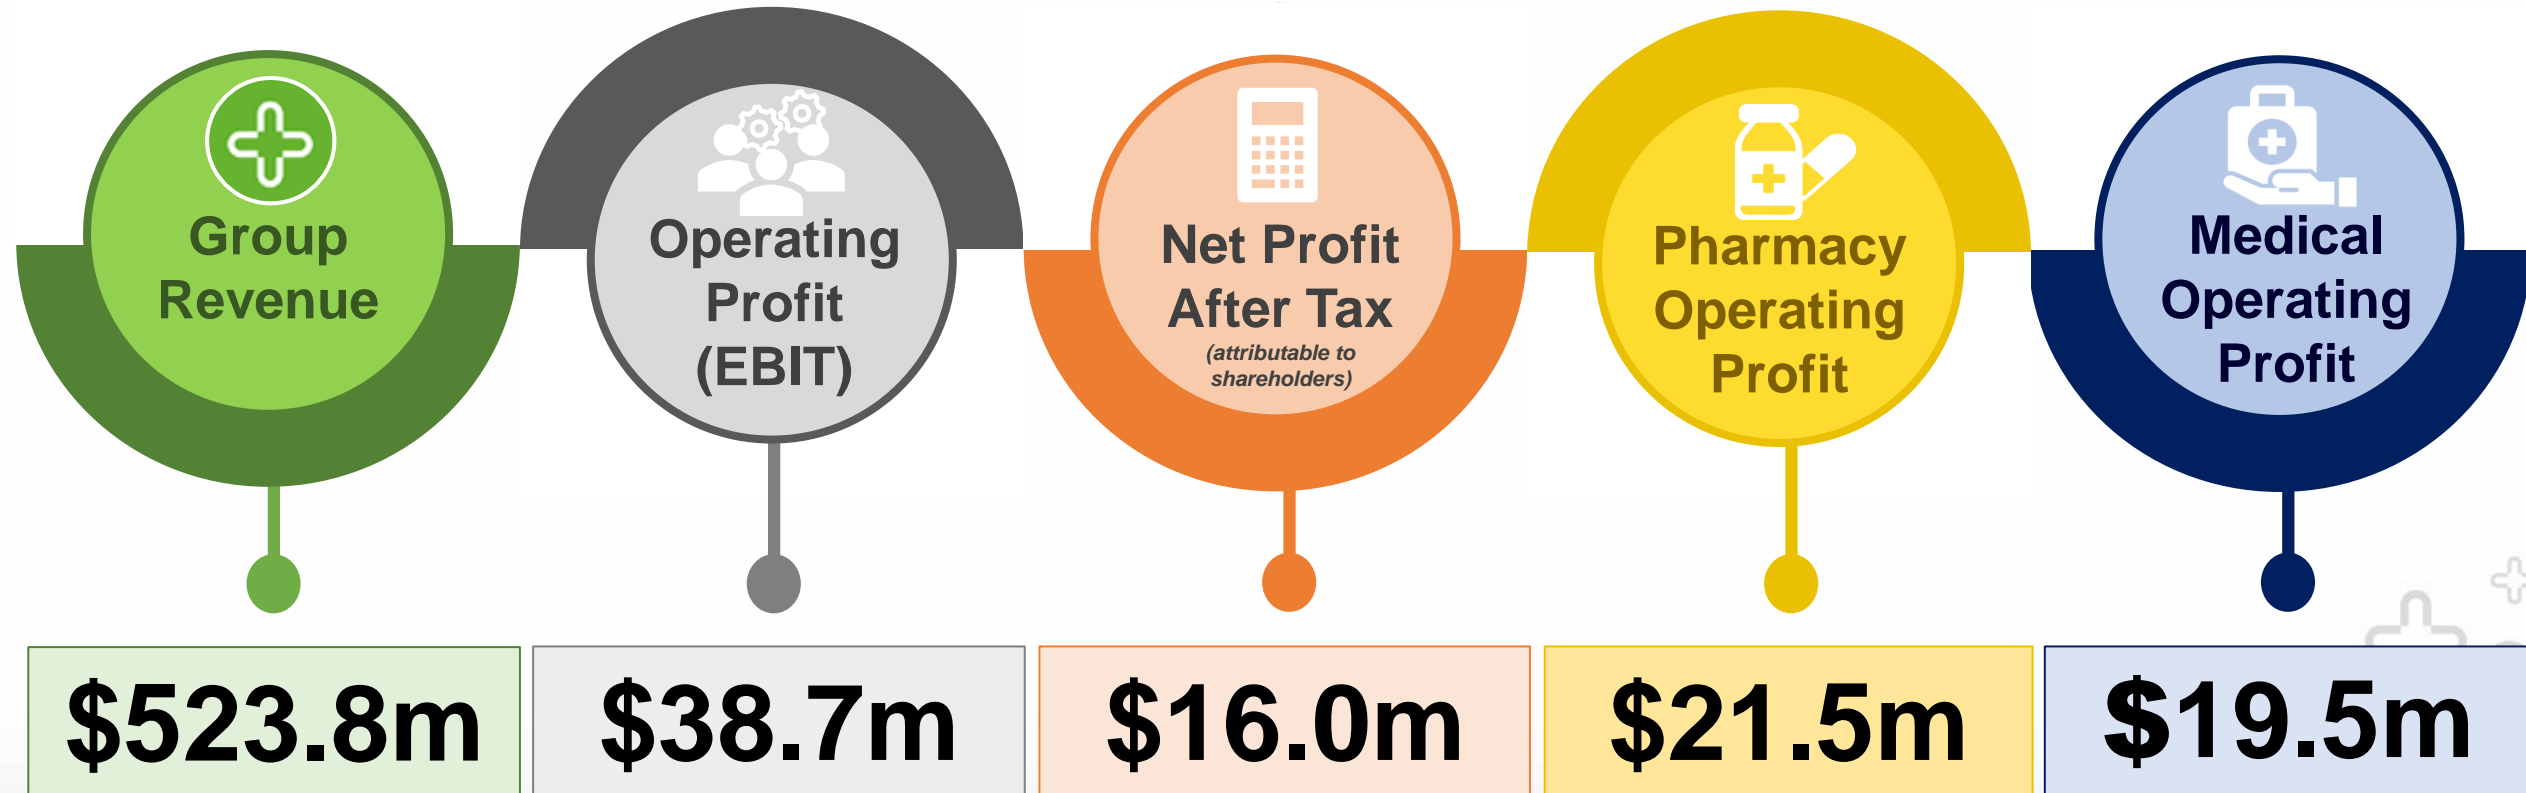 Group
Revenue
$523.8m
Operating
Profit
(EBIT)
$38.7m
Net Profit
After Tax
(attributable to
shareholders)
$16.0m
Pharmacy
Operating
Profit
$21.5m
Medical
Operating
Profit
$19.5m